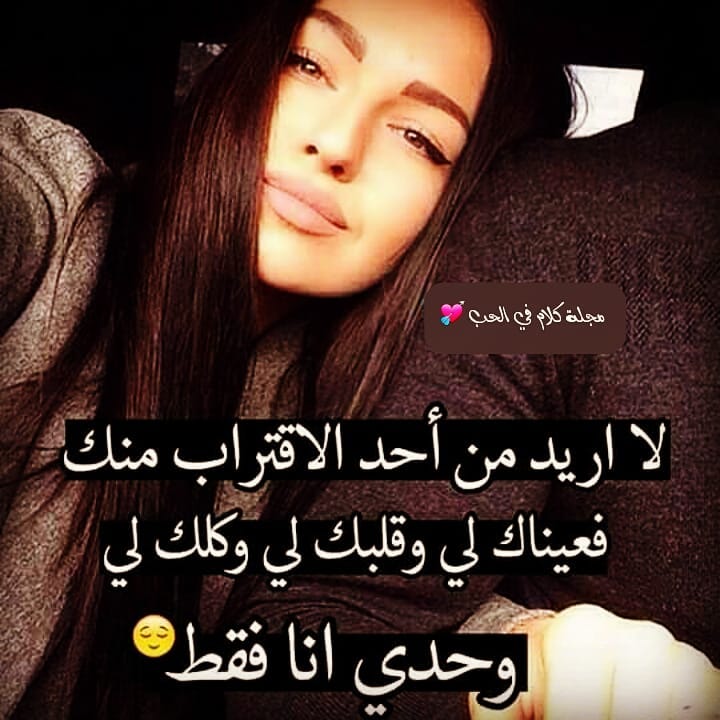 مجلة كلام في الحب 💘
لا اريد من أحد الاقتراب منك
فعيناك لي وقلبك لي وكلك لي
وحدي انا فقط😌